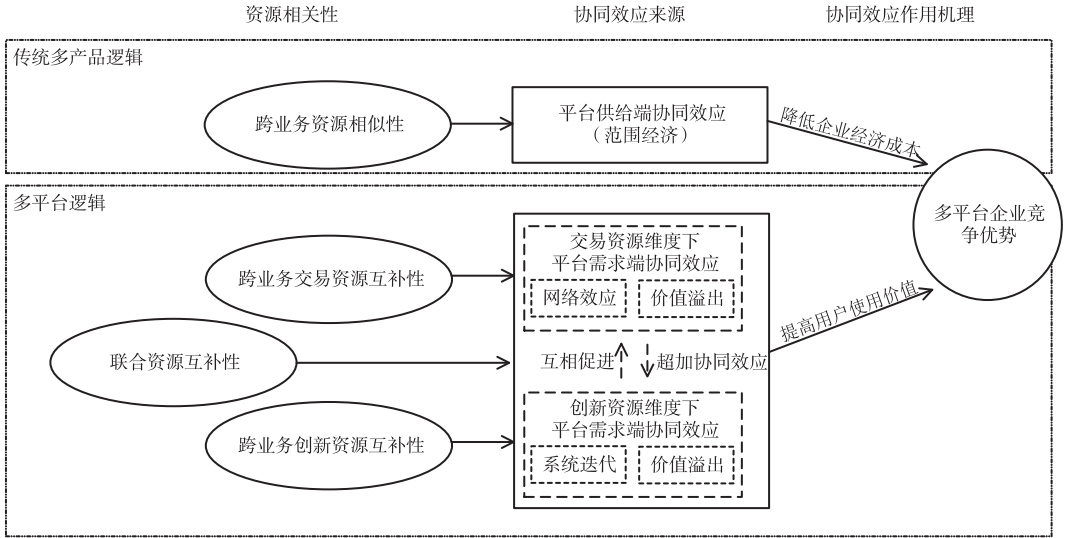 资源相关性
协同效应来源
协同效应作用机理
传统多产品逻辑
跨业务资源相似性
平台供给端协同效应
（范围经济）
降低企业经济成本
多平台逻辑
多平台企业竞
争优势
跨业务交易资源互补性
交易资源维度下
平台需求端协同效应
网络效应
价值溢出
联合资源互补性
互相促进
超加协同效应
提高用户使用价值
跨业务创新资源互补性
创新资源维度下
平台需求端协同效应
系统迭代
价值溢出